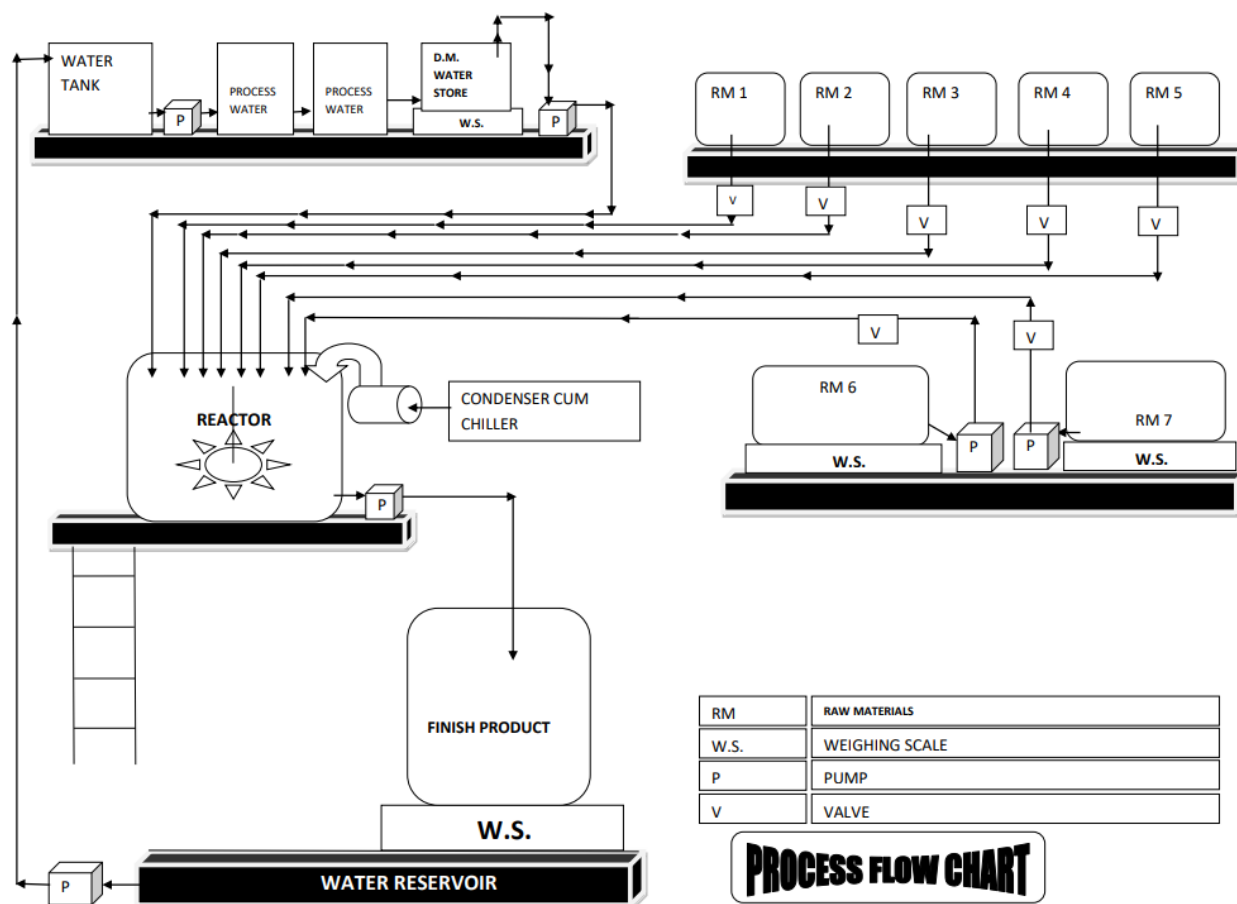 WATER
TANK
P
PROCESS
WATER
PROCESS
WATER
D.M.
WATER
STORE
W.S.
P
RM 1
RM 2
RM 3
RM 4
RM 5
V
V
V
V
V
V
V
RM 6
W.S.
P
P
RM 7
W.S.
REACTOR
CONDENSER CUM
CHILLER
P
FINISH PRODUCT
W.S.
P
WATER RESERVOIR
RM RAW MATERIALS
W.S. WEIGHING SCALE
P PUMP
V VALVE
PROCESS FLOW CHART